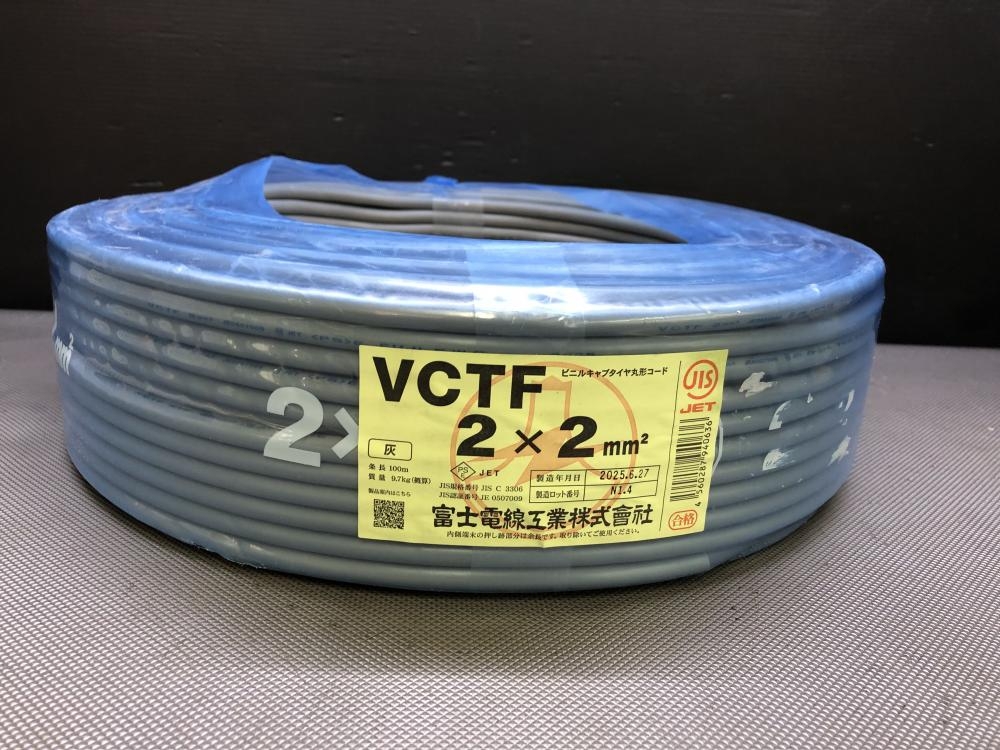 VCTF
mm²
2×
VCTF ビニルキャブタイヤ丸形コード
2×2mm²
灰
条長 100m
質量 9.7kg(概算)
製品案内はこちら
PS
E
JET
JIS規格番号 JIS C 3306
JIS認証番号 JE 0507009
製造年月日 2025.6.27
製造ロット番号 N1.4
富士電線工業株式會社
内側端末の押し跡部分は余長です。取り除いてご使用ください。
JIS
JET
4560287940636
合格